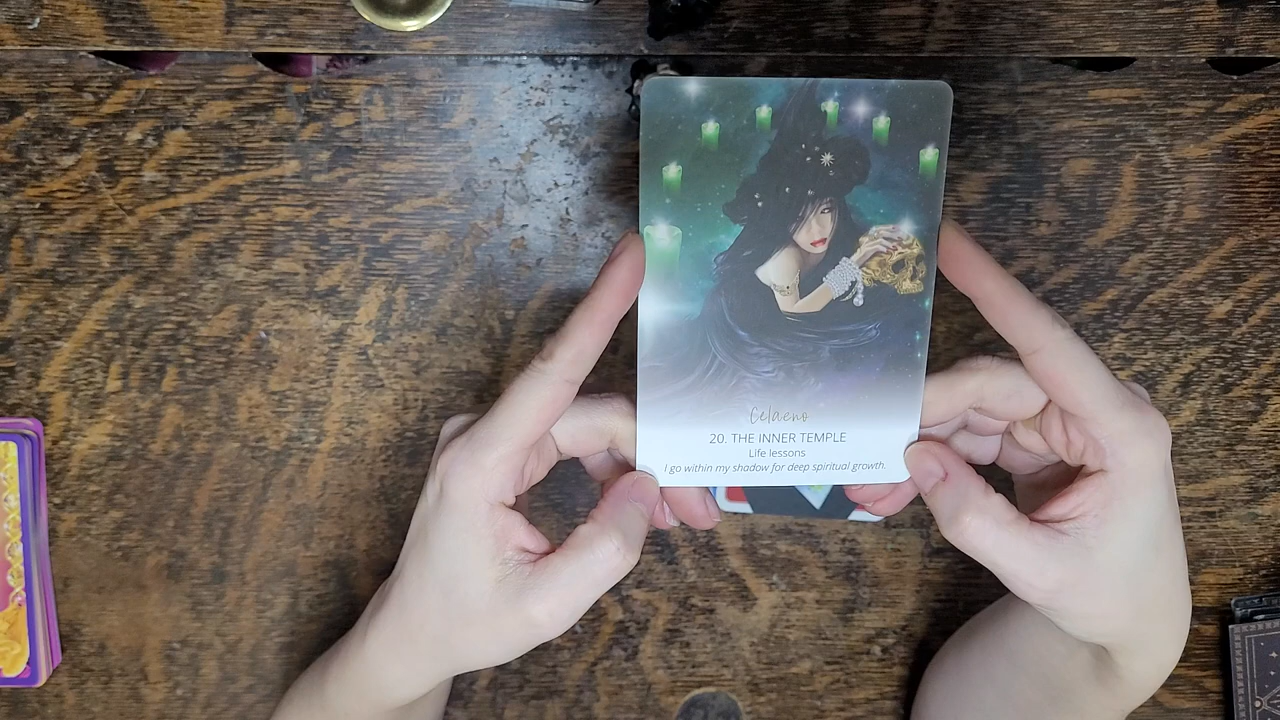 Celaeno
20. THE INNER TEMPLE
Life lessons
I go within my shadow for deep spiritual growth.